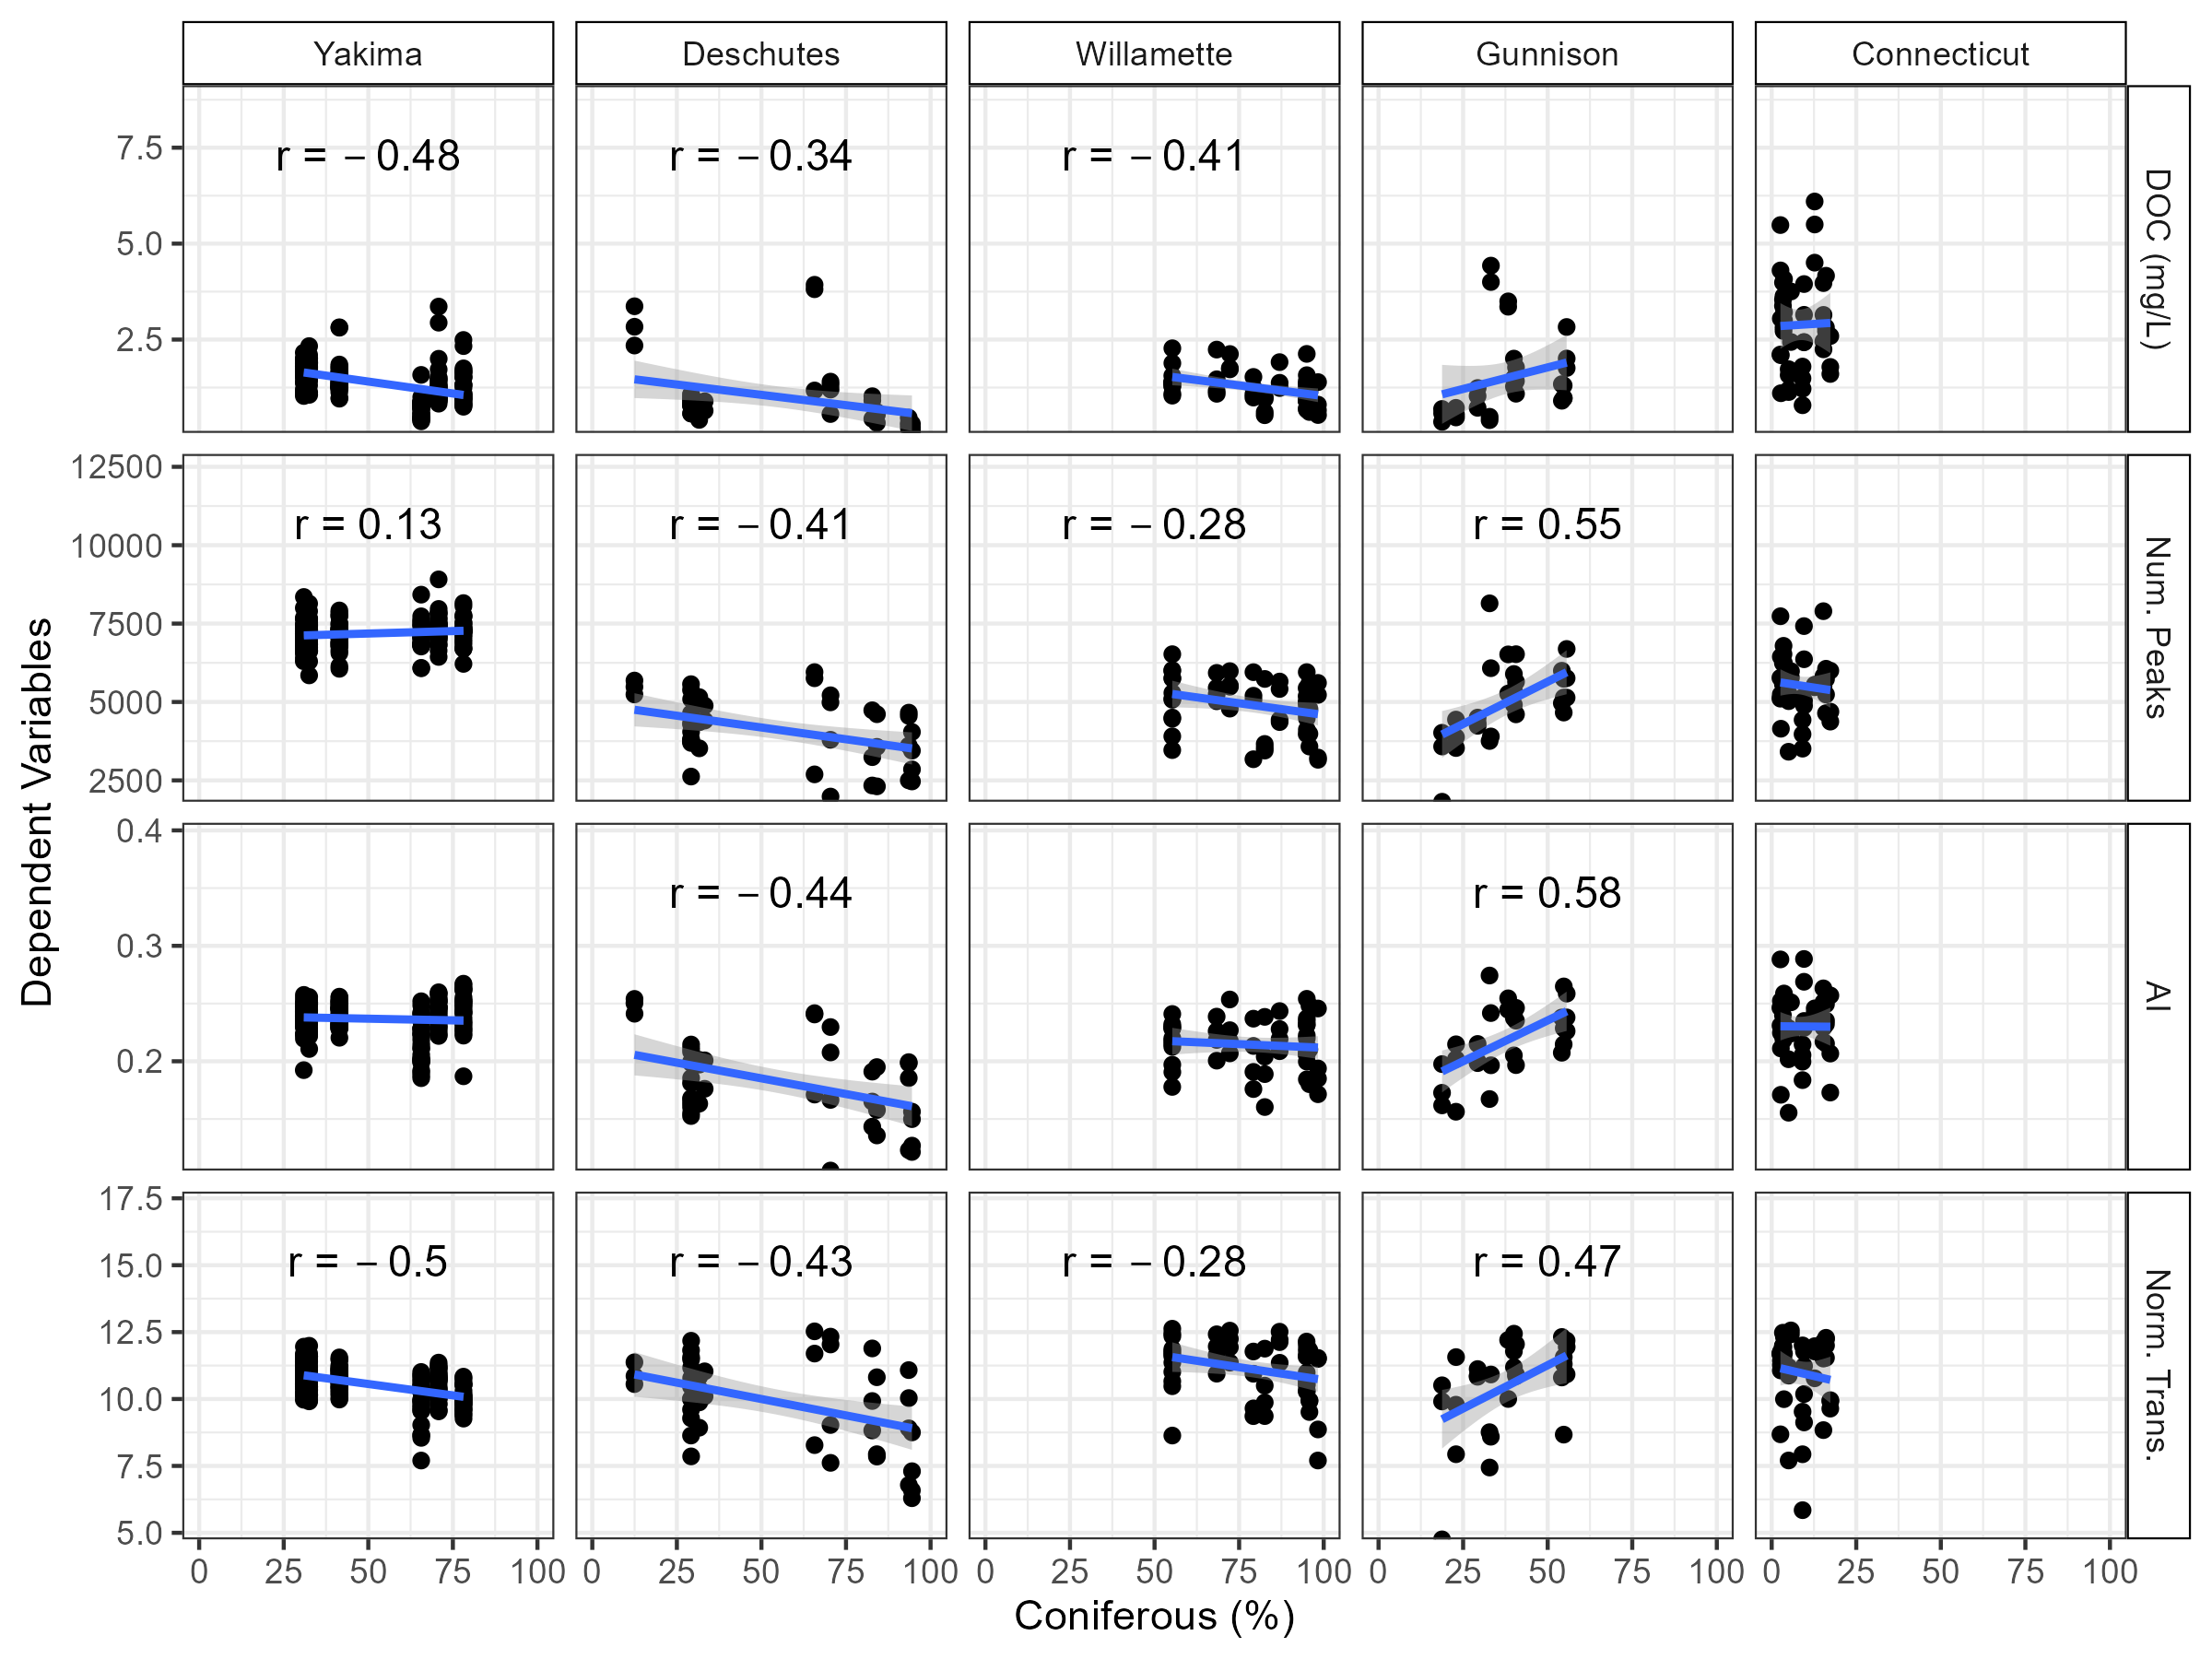 Yakima Deschutes Willamette Gunnison Connecticut
7.5
5.0
2.5
r = − 0.48
r = − 0.34
r = − 0.41
DOC (mg/L)
12500
10000
7500
5000
2500
r = 0.13
r = − 0.41
r = − 0.28
r = 0.55
Num. Peaks
0.4
0.3
0.2
r = − 0.44
r = 0.58
AI
17.5
15.0
12.5
10.0
7.5
5.0
r = − 0.5
r = − 0.43
r = − 0.28
r = 0.47
Norm. Trans.
Dependent Variables
0 25 50 75 100 0 25 50 75 100 0 25 50 75 100 0 25 50 75 100 0 25 50 75 100
Coniferous (%)